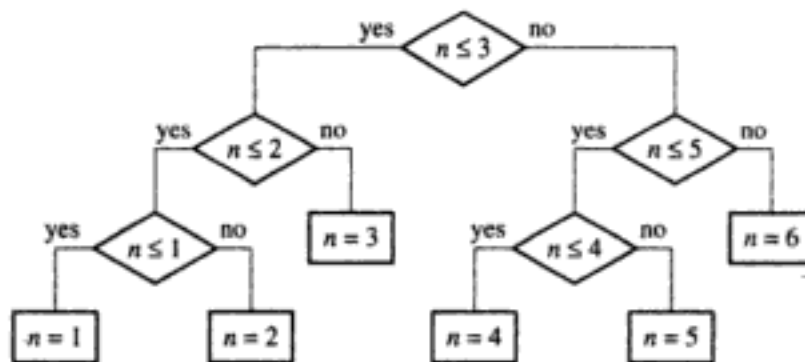 yes n ≤ 3 no
yes n ≤ 2 no yes n ≤ 5 no
yes n ≤ 1 no n = 3 yes n ≤ 4 no n = 6
n = 1 n = 2 n = 4 n = 5